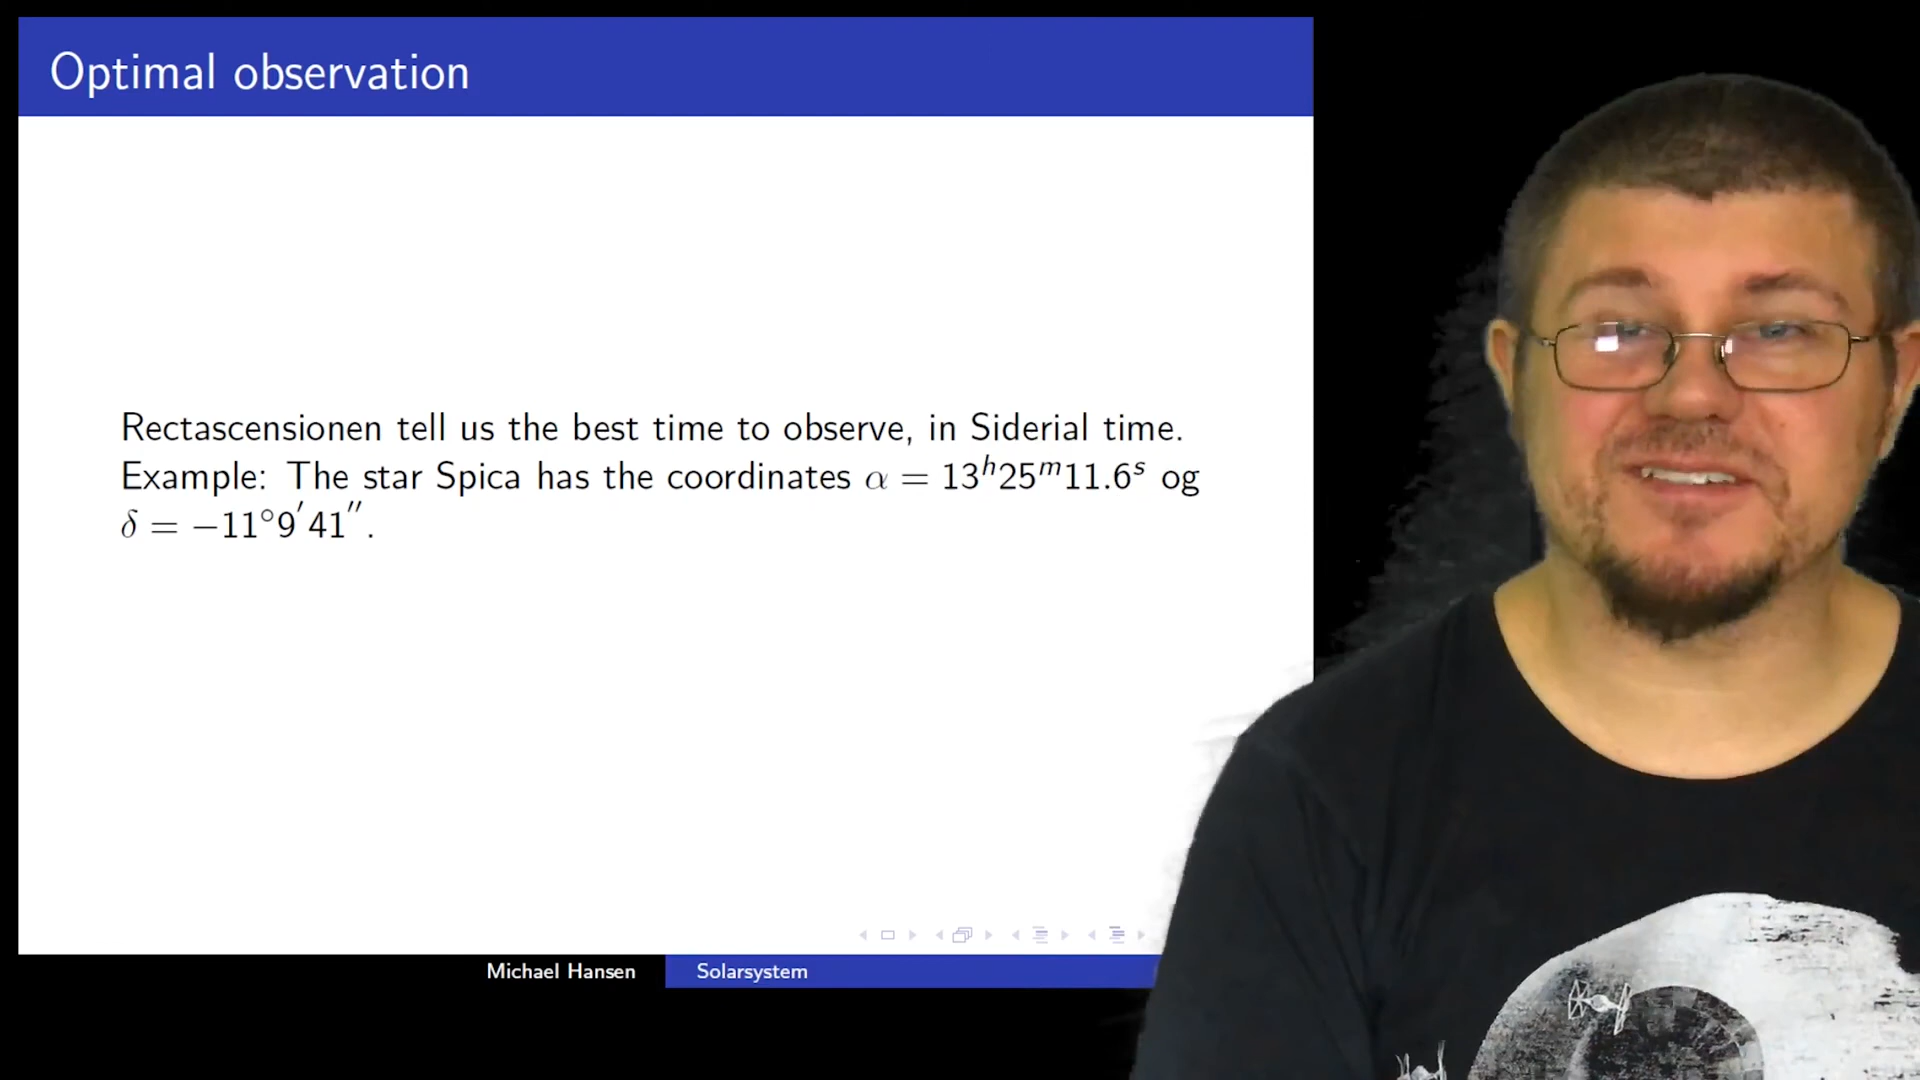 Optimal observation
Rectascensionen tell us the best time to observe, in Siderial time.
Example: The star Spica has the coordinates α = 13ʰ25ᵐ11.6ˢ og
δ = −11°9′41″.
Michael Hansen Solarsystem